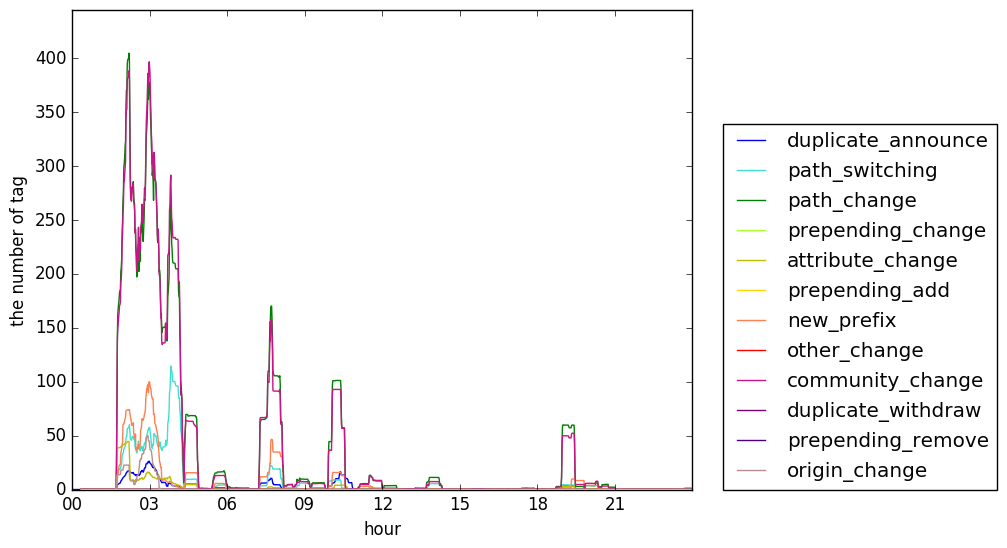 400
350
300
250
200
150
100
50
0
the number of tag
00 03 06 09 12 15 18 21
hour
duplicate_announce
path_switching
path_change
prepending_change
attribute_change
prepending_add
new_prefix
other_change
community_change
duplicate_withdraw
prepending_remove
origin_change